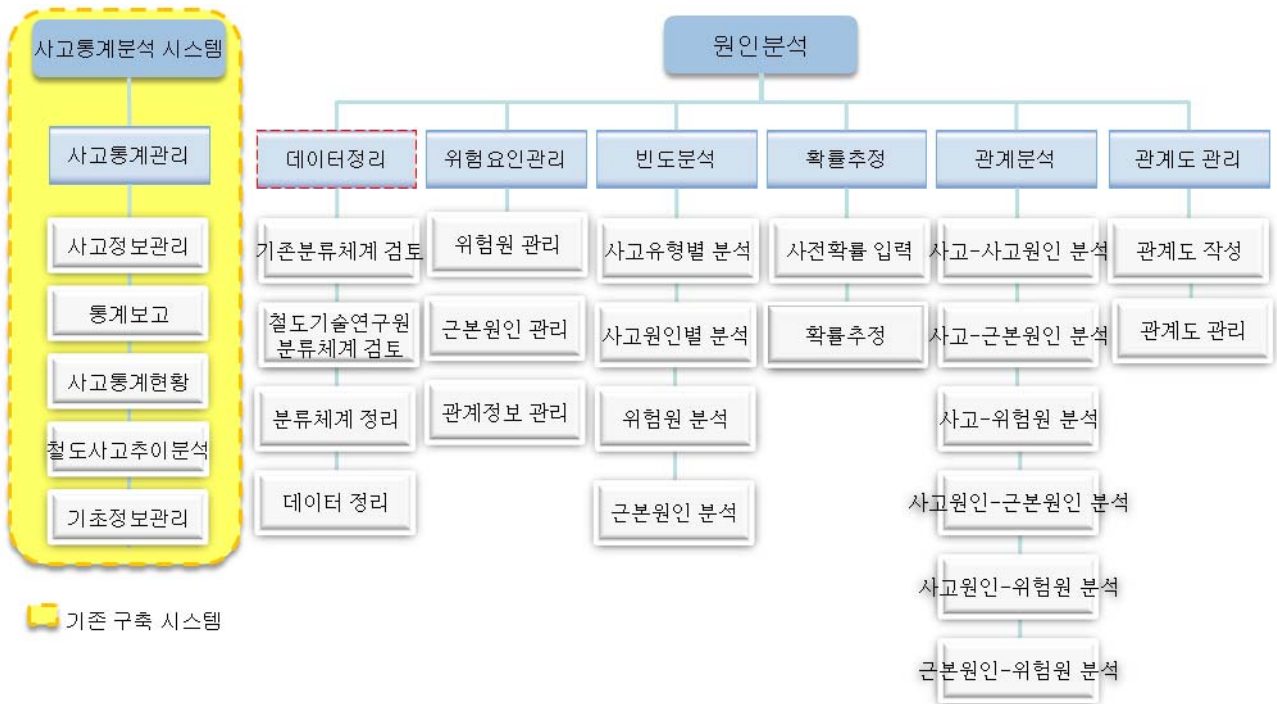 사고통계분석 시스템
사고통계관리
사고정보관리
통계보고
사고통계현황
철도사고추이분석
기초정보관리
기존 구축 시스템
원인분석
데이터정리
기존분류체계 검토
철도기술연구원
분류체계 검토
분류체계 정리
데이터 정리
위험요인관리
위험원 관리
근본원인 관리
관계정보 관리
빈도분석
사고유형별 분석
사고원인별 분석
위험원 분석
근본원인 분석
확률추정
사전확률 입력
확률추정
관계분석
사고-사고원인 분석
사고-근본원인 분석
사고-위험원 분석
사고원인-근본원인 분석
사고원인-위험원 분석
근본원인-위험원 분석
관계도 관리
관계도 작성
관계도 관리